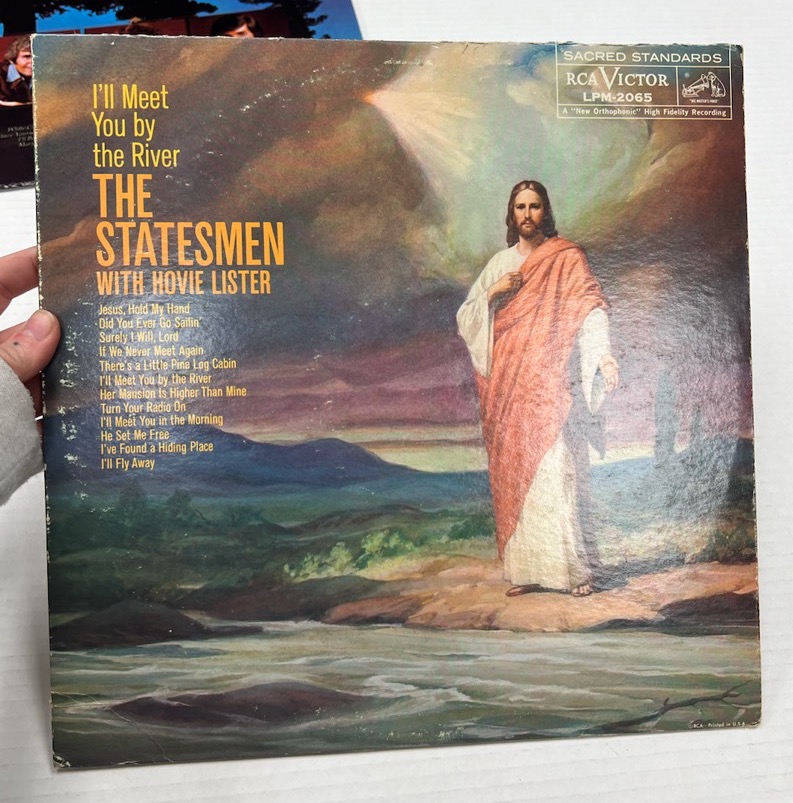 I'll Meet
You by
the River
THE
STATESMEN
WITH HOVIE LISTER
Jesus, Hold My Hand
Did You Ever Go Sailin'
Surely I Will, Lord
If We Never Meet Again
There's a Little Pine Log Cabin
I'll Meet You by the River
Her Mansion Is Higher Than Mine
Turn Your Radio On
I'll Meet You in the Morning
He Set Me Free
I've Found a Hiding Place
I'll Fly Away
SACRED STANDARDS
RCA VICTOR
LPM-2065
"HIS MASTER'S VOICE"
A "New Orthophonic" High Fidelity Recording
RCA Printed in U.S.A.